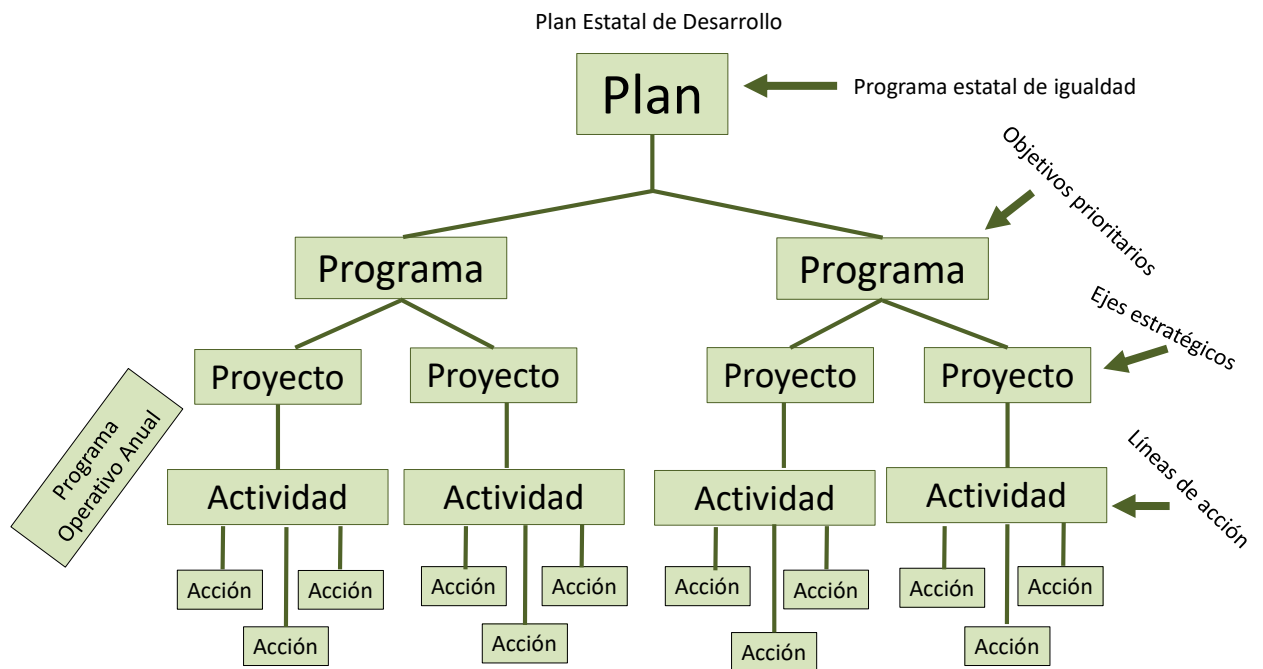 Plan Estatal de Desarrollo
Plan
Programa estatal de igualdad
Objetivos prioritarios
Programa
Programa
Ejes estratégicos
Proyecto
Proyecto
Proyecto
Proyecto
Programa
Operativo Anual
Líneas de acción
Actividad
Actividad
Actividad
Actividad
Acción
Acción
Acción
Acción
Acción
Acción
Acción
Acción
Acción
Acción
Acción
Acción